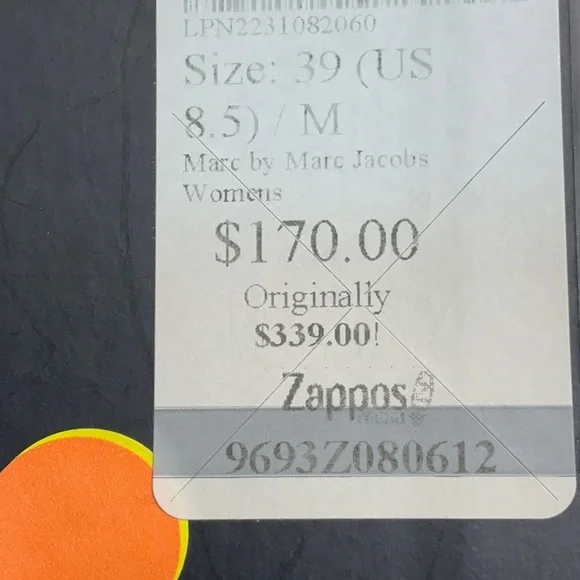 LPN2231082060
Size: 39 (US
8.5) / M
Marc by Marc Jacobs
Womens
$170.00
Originally
$339.00!
Zappos
9693Z080612